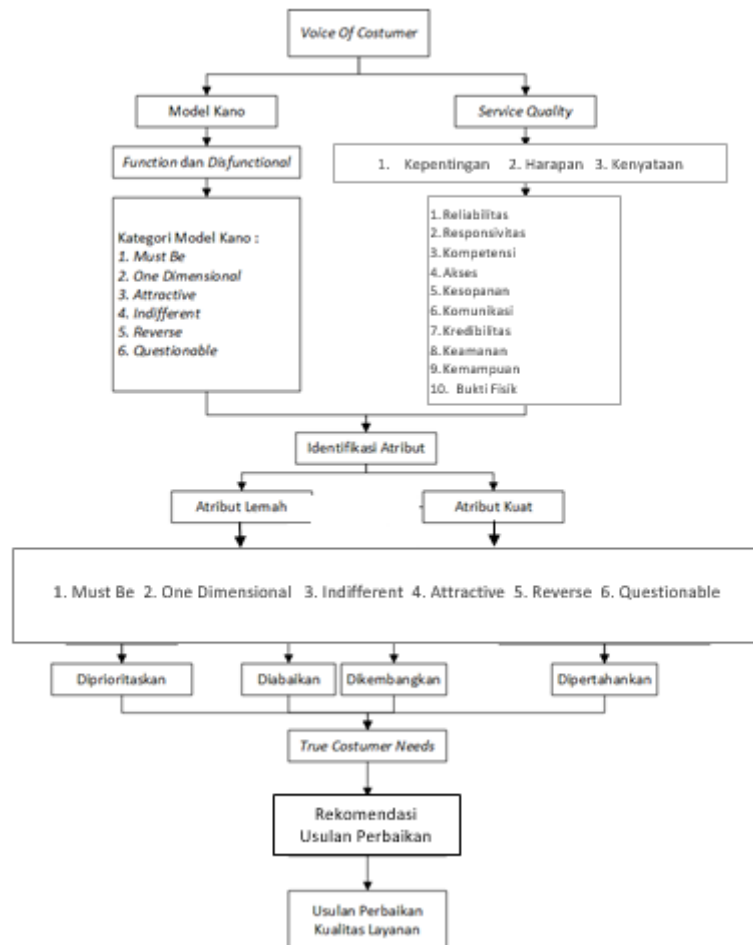 Voice Of Costumer
Model Kano
Service Quality
Function dan Disfunctional
1. Kepentingan 2. Harapan 3. Kenyataan
Kategori Model Kano :
1. Must Be
2. One Dimensional
3. Attractive
4. Indifferent
5. Reverse
6. Questionable
1. Reliabilitas
2. Responsivitas
3. Kompetensi
4. Akses
5. Kesopanan
6. Komunikasi
7. Kredibilitas
8. Keamanan
9. Kemampuan
10. Bukti Fisik
Identifikasi Atribut
Atribut Lemah
Atribut Kuat
1. Must Be 2. One Dimensional 3. Indifferent 4. Attractive 5. Reverse 6. Questionable
Diprioritaskan
Diabaikan
Dikembangkan
Dipertahankan
True Costumer Needs
Rekomendasi
Usulan Perbaikan
Usulan Perbaikan
Kualitas Layanan